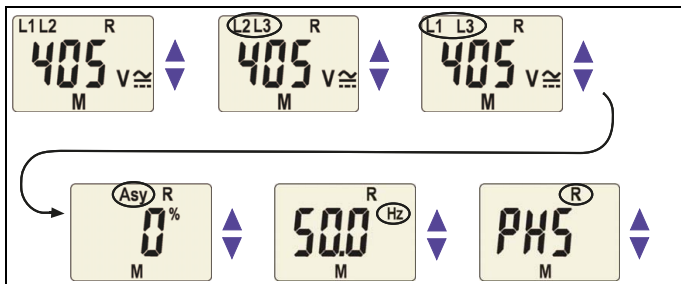 L1 L2 R
405 V≅
M
L2 L3 R
405 V≅
M
L1 L3 R
405 V≅
M
Asy R
0 %
M
R
50.0 Hz
M
R
PHS
M